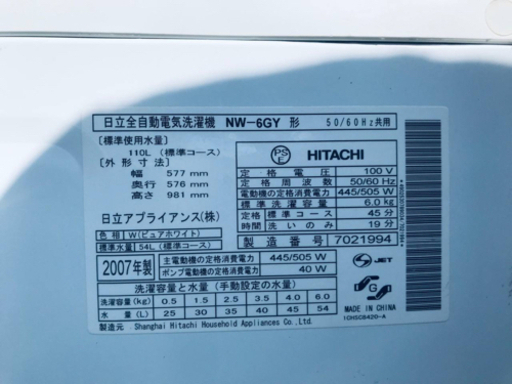 日立全自動電気洗濯機 NW-6GY 形 50/60Hz共用
〔標準使用水量〕
110L (標準コース)
〔外形寸法〕
幅 577 mm
奥行 576 mm
高さ 981 mm
日立アプライアンス(株)
色相 W(ピュアホワイト)
標準水量 54L (標準コース)
PS
E
HITACHI
定格電圧 100 V
定格周波数 50/60 Hz
電動機の定格消費電力 445/505 W
標準洗濯容量 6.0 kg
定格時間 標準コース 45分
洗いのみ 19分
製造番号 7021994
2007年製
主電動機の定格消費電力 445/505 W
ポンプ電動機の定格消費電力 40 W
洗濯容量と水量 (手動設定の水量)
洗濯容量(kg) 0.5 1.5 2.5 3.5 4.0 6.0
水量(L) 25 30 35 40 45 54
製造元 Shanghai Hitachi Household Appliances Co., Ltd.
JET
S
G
MADE IN CHINA